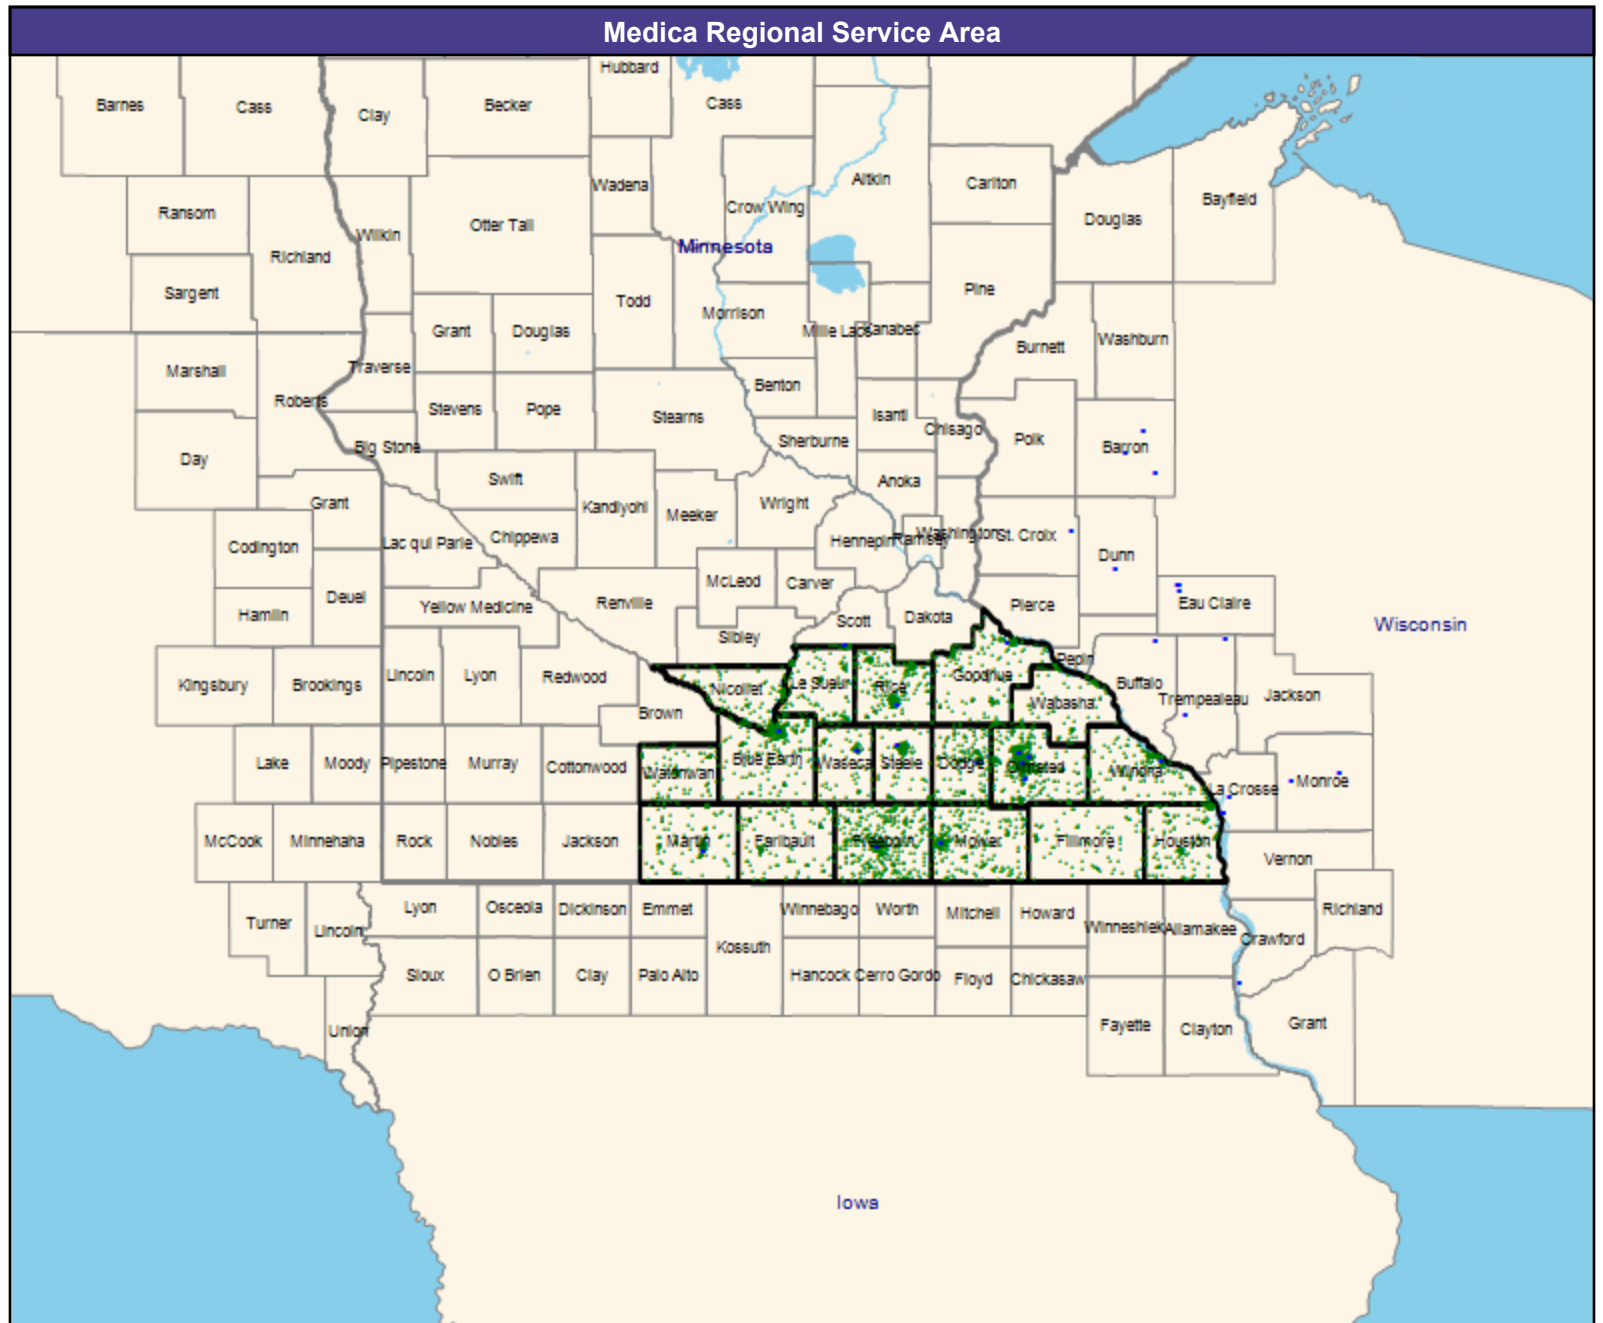 Medica Regional Service Area
Hubbard
Barnes
Cass
Clay
Becker
Cass
Wadena
Crow Wing
Aitkin
Carlton
Douglas
Bayfield
Ransom
Richland
Wilkin
Otter Tail
Minnesota
Sargent
Todd
Morrison
Pine
Grant
Douglas
Mille Lacs
Kanabec
Burnett
Washburn
Marshall
Traverse
Roberts
Stevens
Pope
Stearns
Benton
Isanti
Chisago
Polk
Barron
Day
Big Stone
Sherburne
Swift
Anoka
Grant
Kandiyohi
Meeker
Wright
Codington
Lac qui Parle
Chippewa
Hennepin
Ramsey
Washington
St. Croix
Dunn
Deuel
McLeod
Carver
Hamlin
Yellow Medicine
Renville
Scott
Dakota
Pierce
Eau Claire
Wisconsin
Sibley
Pepin
Kingsbury
Brookings
Lincoln
Lyon
Redwood
Nicollet
Le Sueur
Rice
Goodhue
Wabasha
Buffalo
Trempealeau
Jackson
Brown
Lake
Moody
Pipestone
Murray
Cottonwood
Watonwan
Blue Earth
Waseca
Steele
Dodge
Olmsted
Winona
La Crosse
Monroe
McCook
Minnehaha
Rock
Nobles
Jackson
Martin
Faribault
Freeborn
Mower
Fillmore
Houston
Vernon
Turner
Lincoln
Lyon
Osceola
Dickinson
Emmet
Kossuth
Winnebago
Worth
Mitchell
Howard
Winneshiek
Allamakee
Crawford
Richland
Sioux
O Brien
Clay
Palo Alto
Hancock
Cerro Gordo
Floyd
Chickasaw
Union
Fayette
Clayton
Grant
Iowa